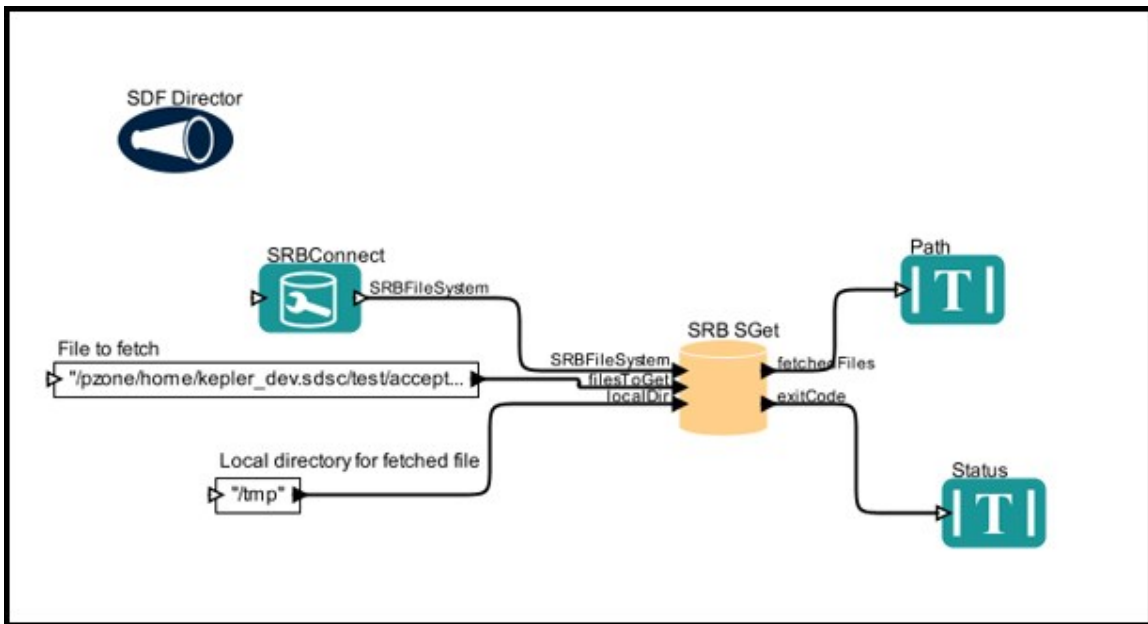 SDF Director
SRBConnect
SRBFileSystem
Path
T
File to fetch
"/pzone/home/kepler_dev.sdsc/test/accept...
SRB SGet
SRBFileSystem
filesToGet
localDir
fetchedFiles
exitCode
Local directory for fetched file
"/tmp"
Status
T